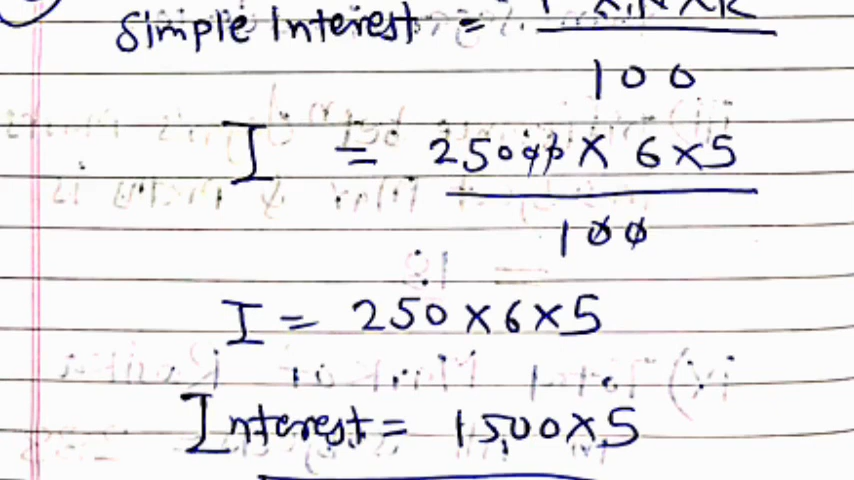 Simple Interest = P × N × R
100
I = 25000 × 6 × 5
100
I = 250 × 6 × 5
Interest = 1500 × 5